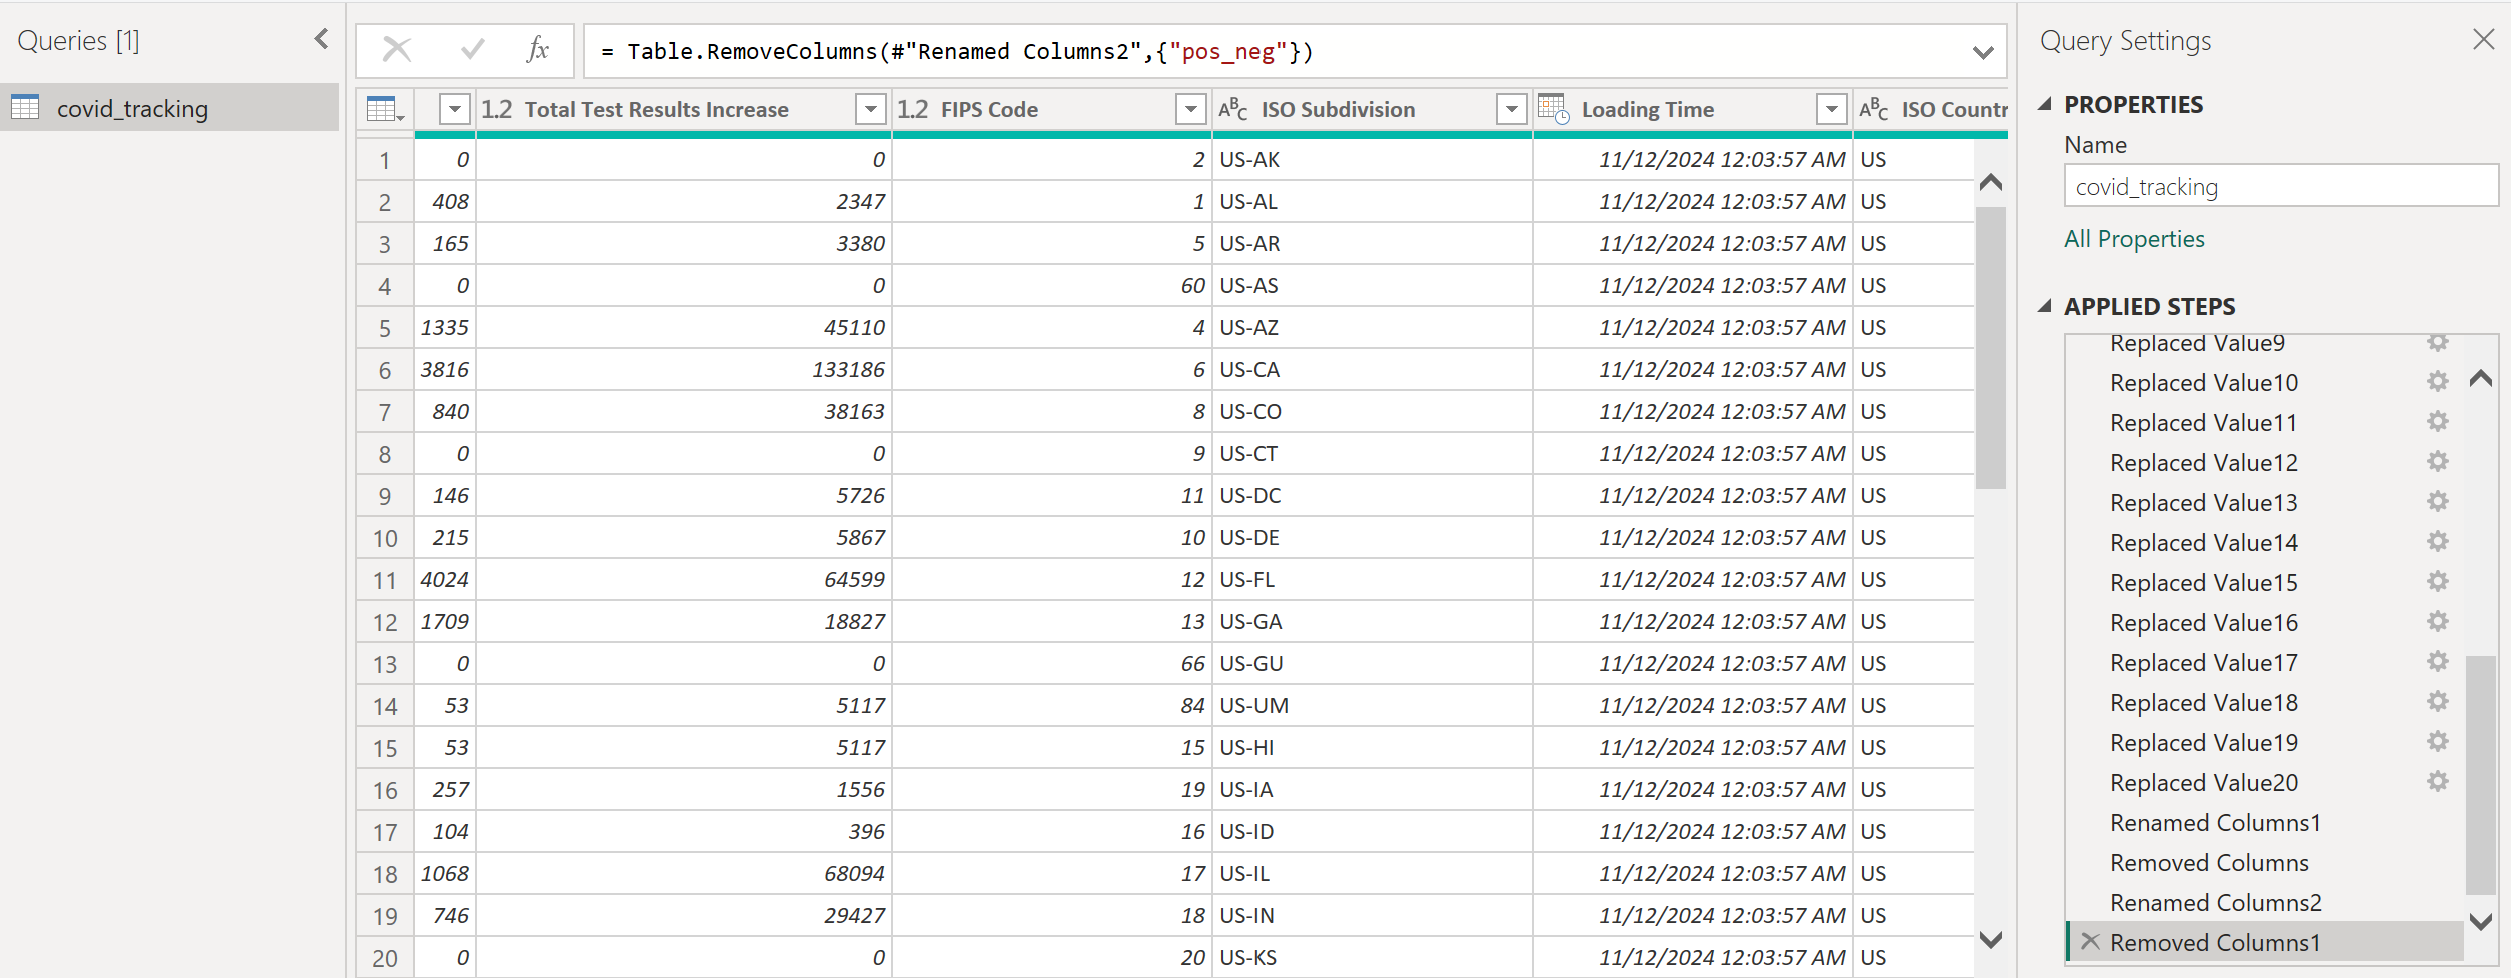 Queries [1]
covid_tracking
fx
= Table.RemoveColumns(#"Renamed Columns2",{"pos_neg"})
1.2 Total Test Results Increase 1.2 FIPS Code ABC ISO Subdivision Loading Time ABC ISO Countr
1 0 0 2 US-AK 11/12/2024 12:03:57 AM US
2 408 2347 1 US-AL 11/12/2024 12:03:57 AM US
3 165 3380 5 US-AR 11/12/2024 12:03:57 AM US
4 0 0 60 US-AS 11/12/2024 12:03:57 AM US
5 1335 45110 4 US-AZ 11/12/2024 12:03:57 AM US
6 3816 133186 6 US-CA 11/12/2024 12:03:57 AM US
7 840 38163 8 US-CO 11/12/2024 12:03:57 AM US
8 0 0 9 US-CT 11/12/2024 12:03:57 AM US
9 146 5726 11 US-DC 11/12/2024 12:03:57 AM US
10 215 5867 10 US-DE 11/12/2024 12:03:57 AM US
11 4024 64599 12 US-FL 11/12/2024 12:03:57 AM US
12 1709 18827 13 US-GA 11/12/2024 12:03:57 AM US
13 0 0 66 US-GU 11/12/2024 12:03:57 AM US
14 53 5117 84 US-UM 11/12/2024 12:03:57 AM US
15 53 5117 15 US-HI 11/12/2024 12:03:57 AM US
16 257 1556 19 US-IA 11/12/2024 12:03:57 AM US
17 104 396 16 US-ID 11/12/2024 12:03:57 AM US
18 1068 68094 17 US-IL 11/12/2024 12:03:57 AM US
19 746 29427 18 US-IN 11/12/2024 12:03:57 AM US
20 0 0 20 US-KS 11/12/2024 12:03:57 AM US
Query Settings
PROPERTIES
Name
covid_tracking
All Properties
APPLIED STEPS
Replaced Value9
Replaced Value10
Replaced Value11
Replaced Value12
Replaced Value13
Replaced Value14
Replaced Value15
Replaced Value16
Replaced Value17
Replaced Value18
Replaced Value19
Replaced Value20
Renamed Columns1
Removed Columns
Renamed Columns2
Removed Columns1